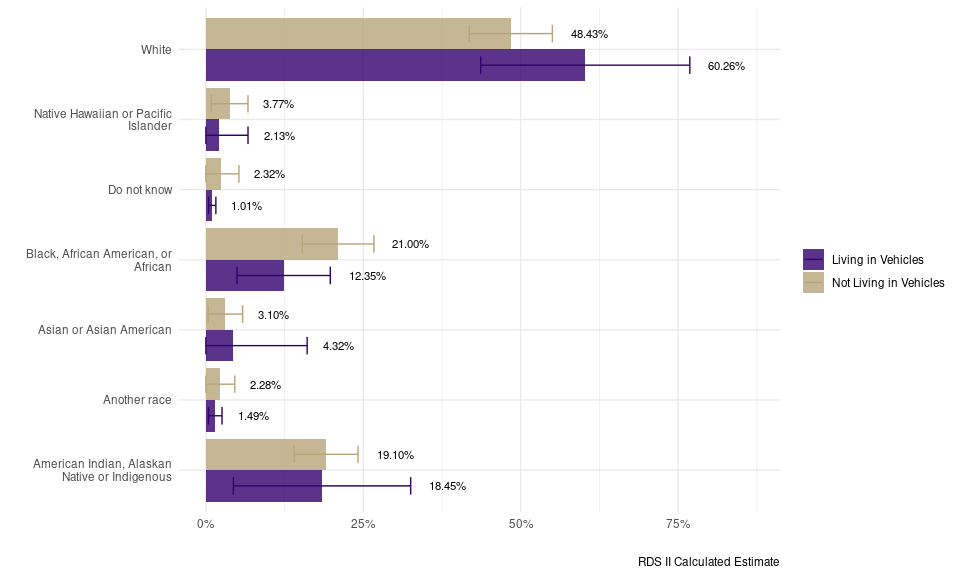 White
48.43%
60.26%
Native Hawaiian or Pacific
Islander
3.77%
2.13%
Do not know
2.32%
1.01%
Black, African American, or
African
21.00%
12.35%
Asian or Asian American
3.10%
4.32%
Another race
2.28%
1.49%
American Indian, Alaskan
Native or Indigenous
19.10%
18.45%
0%
25%
50%
75%
RDS II Calculated Estimate
Living in Vehicles
Not Living in Vehicles